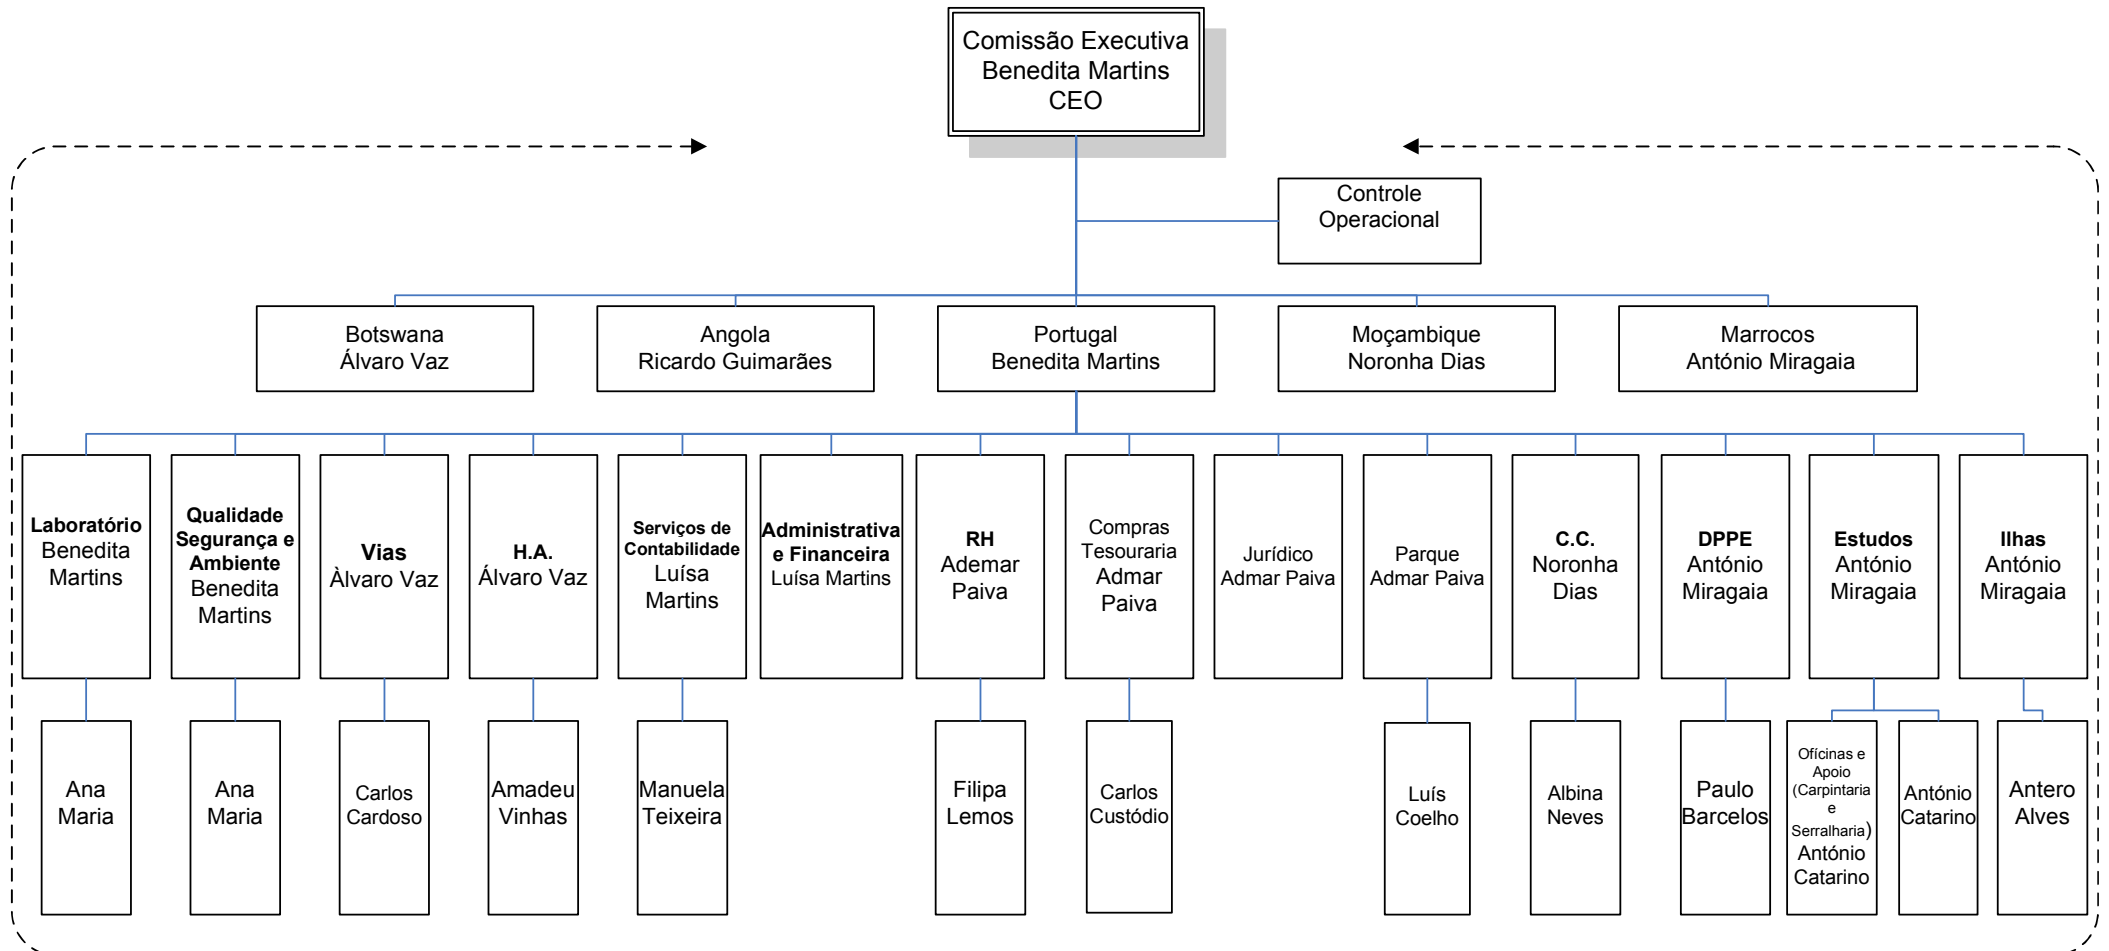 Comissão Executiva
Benedita Martins
CEO
Controle
Operacional
Botswana
Álvaro Vaz
Angola
Ricardo Guimarães
Portugal
Benedita Martins
Moçambique
Noronha Dias
Marrocos
António Miragaia
Laboratório
Benedita
Martins
Qualidade
Segurança e
Ambiente
Benedita
Martins
Vias
Àlvaro Vaz
H.A.
Álvaro Vaz
Serviços de
Contabilidade
Luísa
Martins
Administrativa
e Financeira
Luísa Martins
RH
Ademar
Paiva
Compras
Tesouraria
Admar
Paiva
Jurídico
Admar Paiva
Parque
Admar Paiva
C.C.
Noronha
Dias
DPPE
António
Miragaia
Estudos
António
Miragaia
Ilhas
António
Miragaia
Ana
Maria
Ana
Maria
Carlos
Cardoso
Amadeu
Vinhas
Manuela
Teixeira
Filipa
Lemos
Carlos
Custódio
Luís
Coelho
Albina
Neves
Paulo
Barcelos
Ofícinas e
Apoio
(Carpintaria
e
Serralharia)
António
Catarino
António
Catarino
Antero
Alves